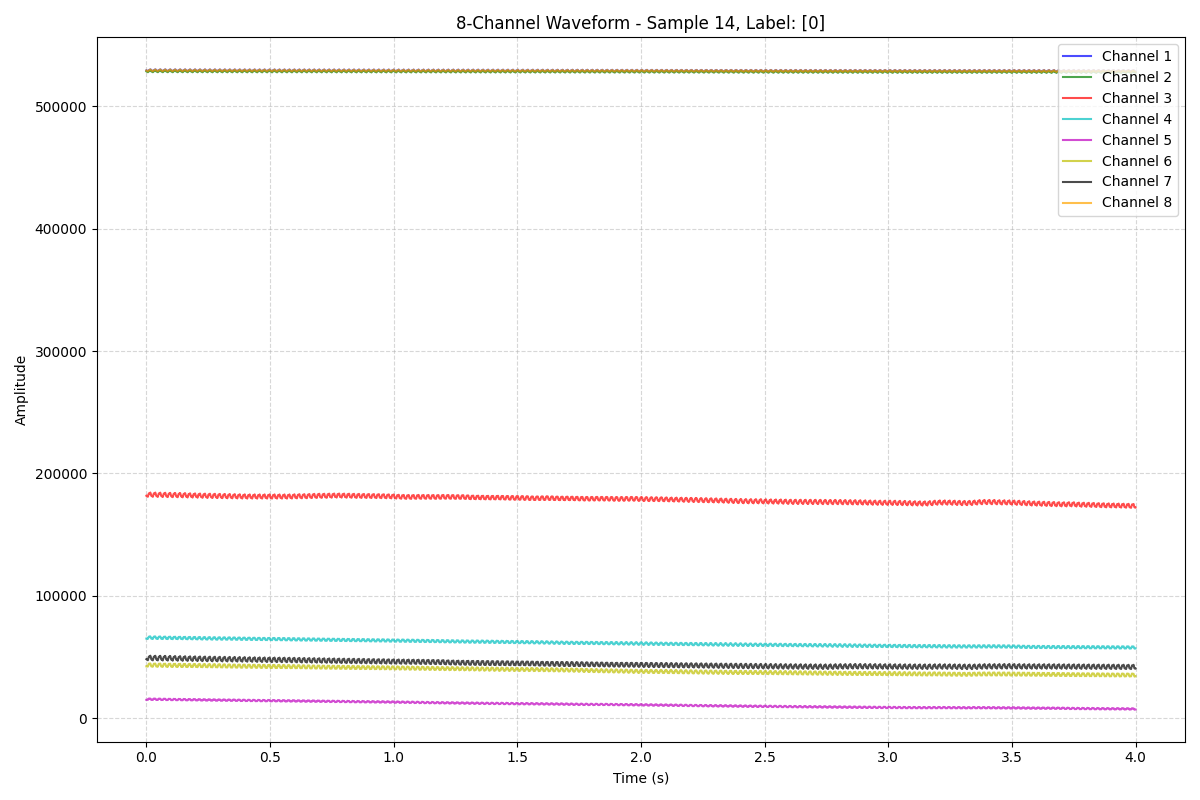 8-Channel Waveform - Sample 14, Label: [0]
Channel 1
Channel 2
Channel 3
Channel 4
Channel 5
Channel 6
Channel 7
Channel 8
500000
400000
300000
200000
100000
0
Amplitude
0.0 0.5 1.0 1.5 2.0 2.5 3.0 3.5 4.0
Time (s)